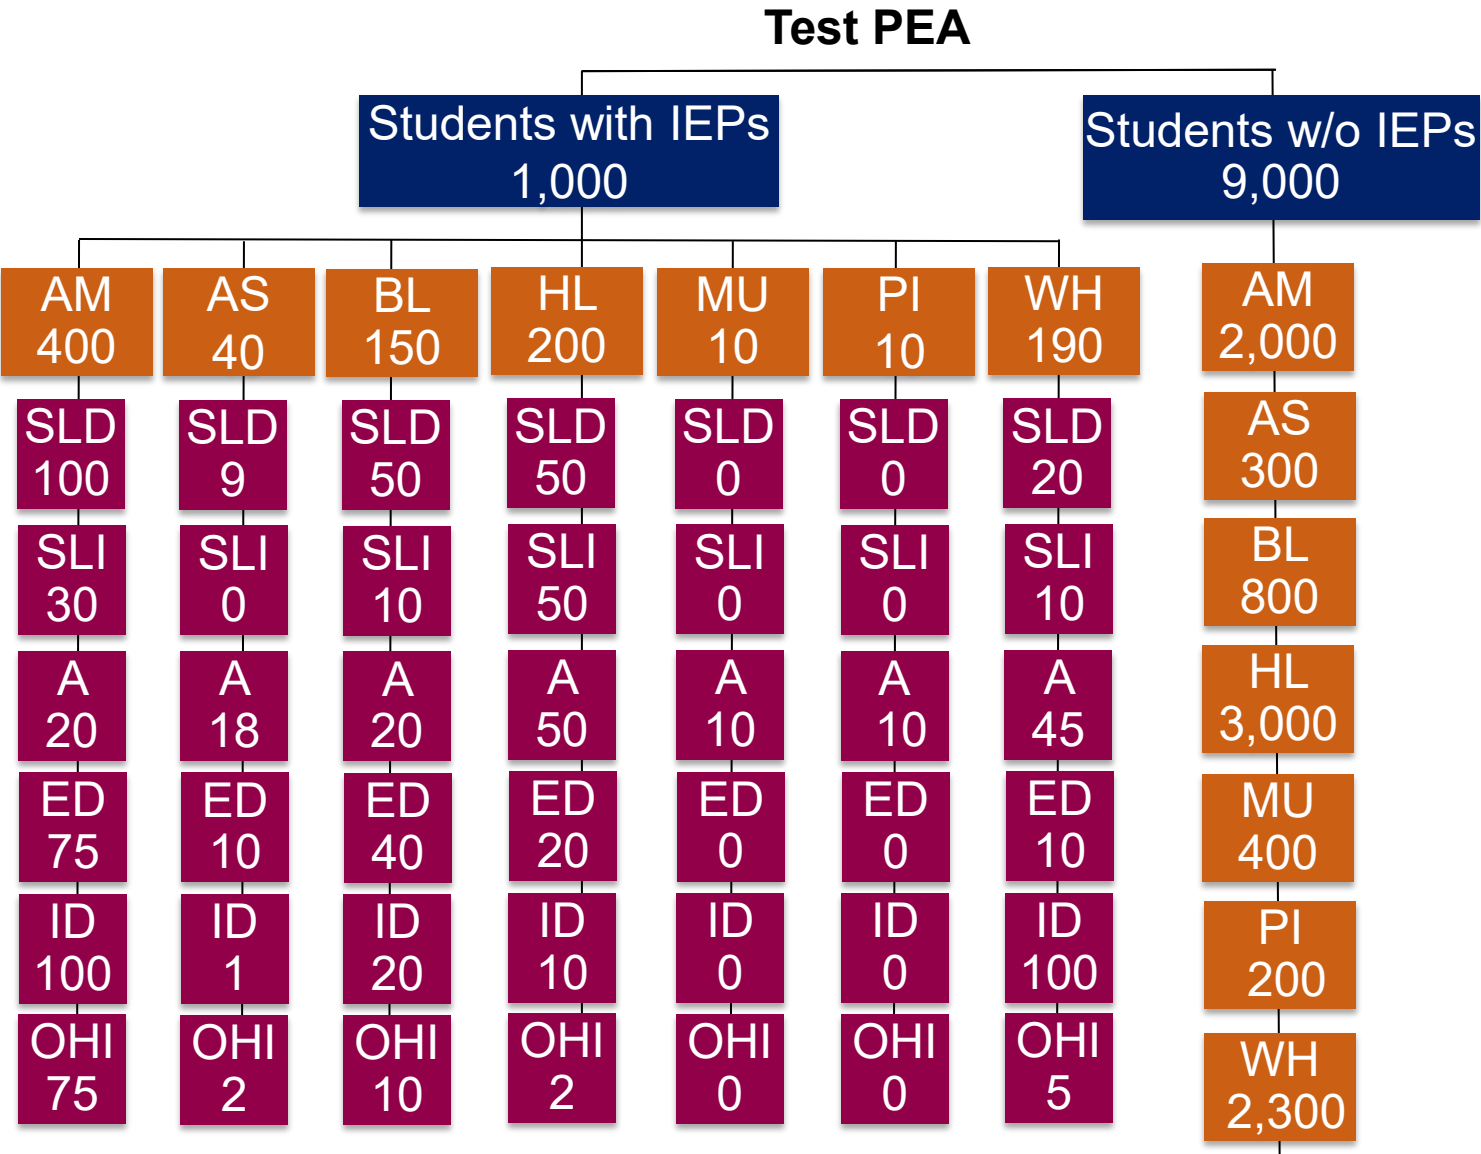 Test PEA
Students with IEPs
1,000
Students w/o IEPs
9,000
AM
400
SLD
100
SLI
30
A
20
ED
75
ID
100
OHI
75
AS
40
SLD
9
SLI
0
A
18
ED
10
ID
1
OHI
2
BL
150
SLD
50
SLI
10
A
20
ED
40
ID
20
OHI
10
HL
200
SLD
50
SLI
50
A
50
ED
20
ID
10
OHI
2
MU
10
SLD
0
SLI
0
A
10
ED
0
ID
0
OHI
0
PI
10
SLD
0
SLI
0
A
10
ED
0
ID
0
OHI
0
WH
190
SLD
20
SLI
10
A
45
ED
10
ID
100
OHI
5
AM
2,000
AS
300
BL
800
HL
3,000
MU
400
PI
200
WH
2,300